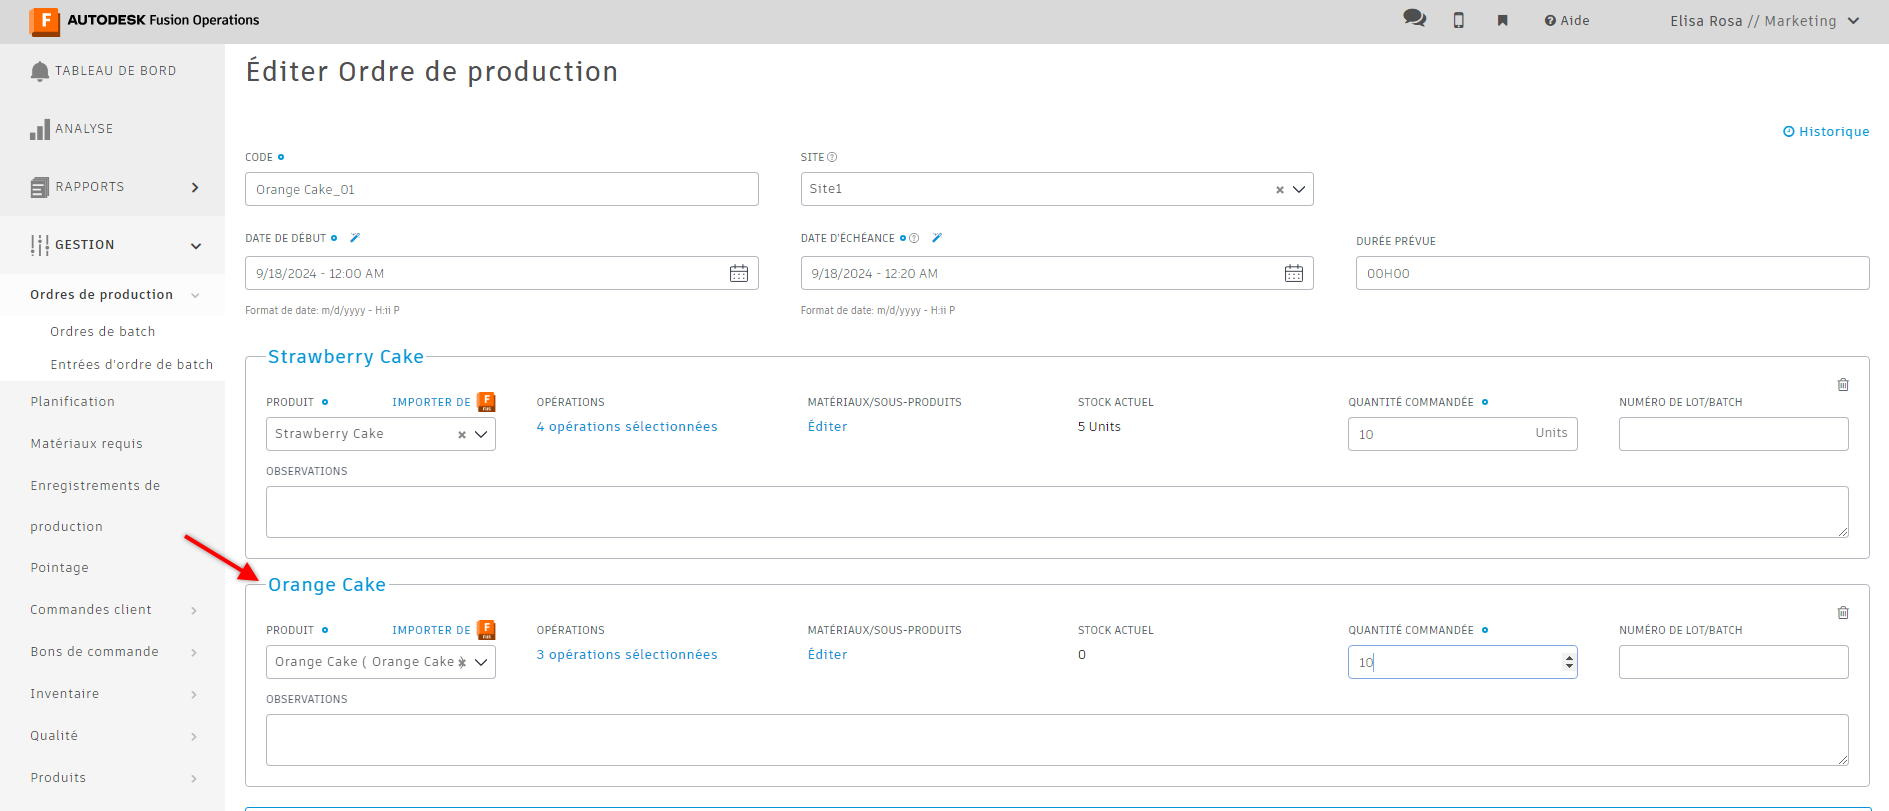 AUTODESK Fusion Operations
Aide
Elisa Rosa // Marketing
TABLEAU DE BORD
ANALYSE
RAPPORTS
GESTION
Ordres de production
Ordres de batch
Entrées d'ordre de batch
Planification
Matériaux requis
Enregistrements de
production
Pointage
Commandes client
Bons de commande
Inventaire
Qualité
Produits
Éditer Ordre de production
Historique
CODE
SITE
Orange Cake_01
Site1
DATE DE DÉBUT
DATE D'ÉCHÉANCE
DURÉE PRÉVUE
9/18/2024 - 12:00 AM
9/18/2024 - 12:20 AM
00H00
Format de date: m/d/yyyy - H:ii P
Format de date: m/d/yyyy - H:ii P
Strawberry Cake
PRODUIT
IMPORTER DE
OPÉRATIONS
MATÉRIAUX/SOUS-PRODUITS
STOCK ACTUEL
QUANTITÉ COMMANDÉE
NUMÉRO DE LOT/BATCH
Strawberry Cake
4 opérations sélectionnées
Éditer
5 Units
10
Units
OBSERVATIONS
Orange Cake
PRODUIT
IMPORTER DE
OPÉRATIONS
MATÉRIAUX/SOUS-PRODUITS
STOCK ACTUEL
QUANTITÉ COMMANDÉE
NUMÉRO DE LOT/BATCH
Orange Cake ( Orange Cake
3 opérations sélectionnées
Éditer
0
10
OBSERVATIONS